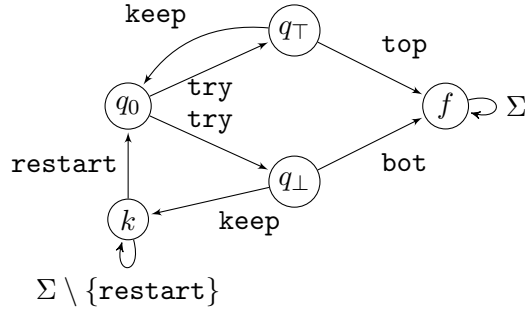 keep
q⊤
top
try
q0
try
f
Σ
restart
q⊥
bot
k
keep
Σ \ {restart}